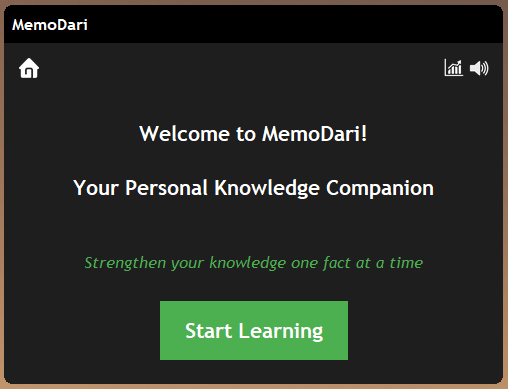 MemoDari
Welcome to MemoDari!
Your Personal Knowledge Companion
Strengthen your knowledge one fact at a time
Start Learning